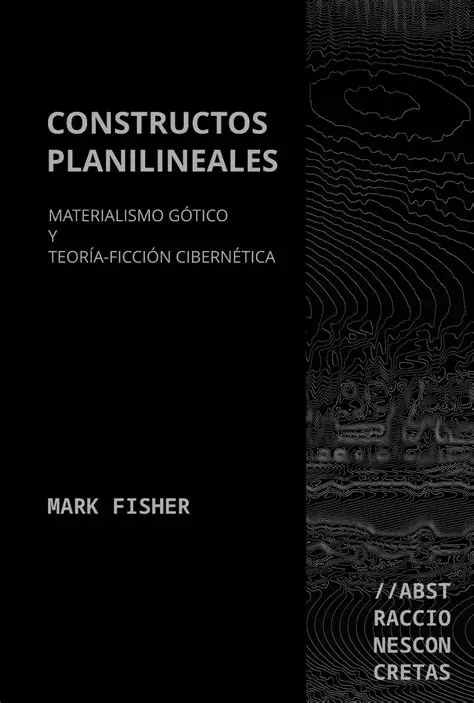 CONSTRUCTOS
PLANILINEALES
MATERIALISMO GÓTICO
Y
TEORÍA-FICCIÓN CIBERNÉTICA
MARK FISHER
//ABST
RACCIO
NESCON
CRETAS